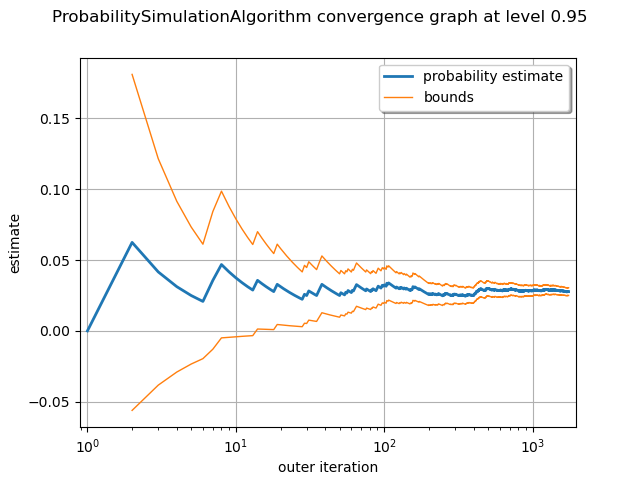 ProbabilitySimulationAlgorithm convergence graph at level 0.95
probability estimate
bounds
0.15
0.10
0.05
0.00
−0.05
estimate
10⁰
10¹
10²
10³
outer iteration